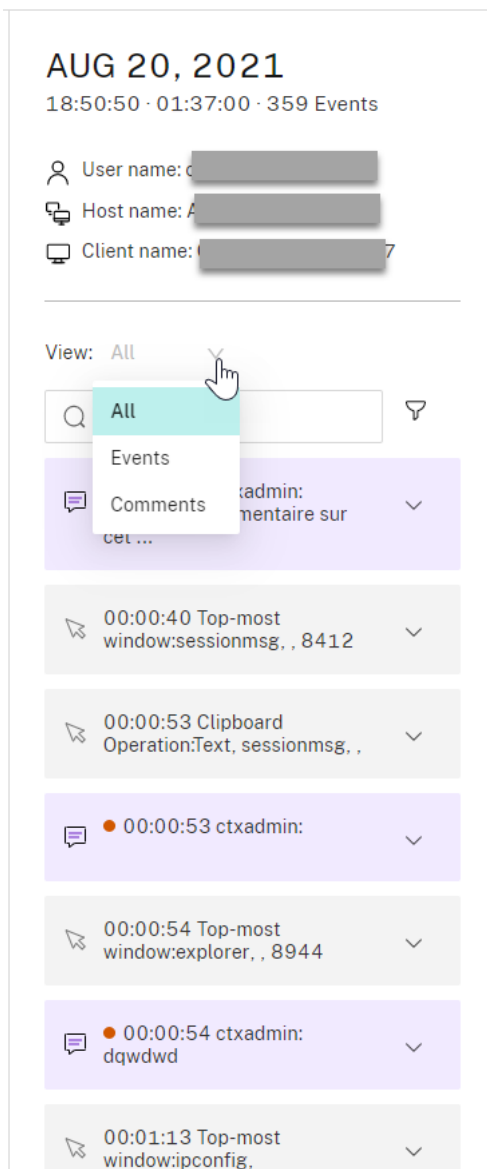 AUG 20, 2021
18:50:50 · 01:37:00 · 359 Events
User name:
Host name:
Client name: 7
View: All
All
Events
Comments
cet ...
00:00:40 Top-most
window:sessionmsg, , 8412
00:00:53 Clipboard
Operation:Text, sessionmsg, ,
00:00:53 ctxadmin:
00:00:54 Top-most
window:explorer, , 8944
00:00:54 ctxadmin:
dqwdwd
00:01:13 Top-most
window:ipconfig,